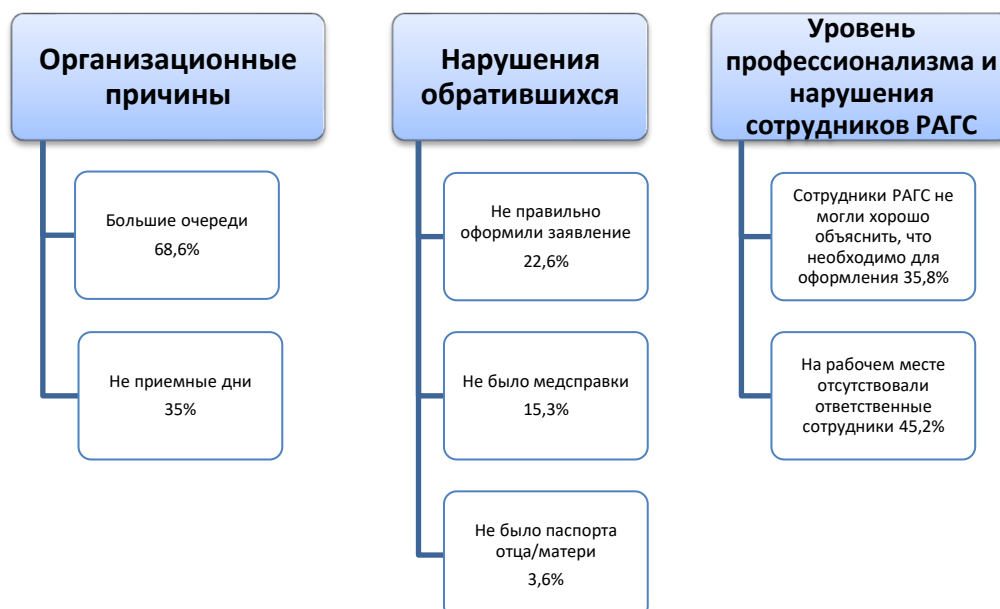 Организационные
причины
Большие очереди
68,6%
Не приемные дни
35%
Нарушения
обратившихся
Не правильно
оформили заявление
22,6%
Не было медсправки
15,3%
Не было паспорта
отца/матери
3,6%
Уровень
профессионализма и
нарушения
сотрудников РАГС
Сотрудники РАГС не
могли хорошо
объяснить, что
необходимо для
оформления 35,8%
На рабочем месте
отсутствовали
ответственные
сотрудники 45,2%